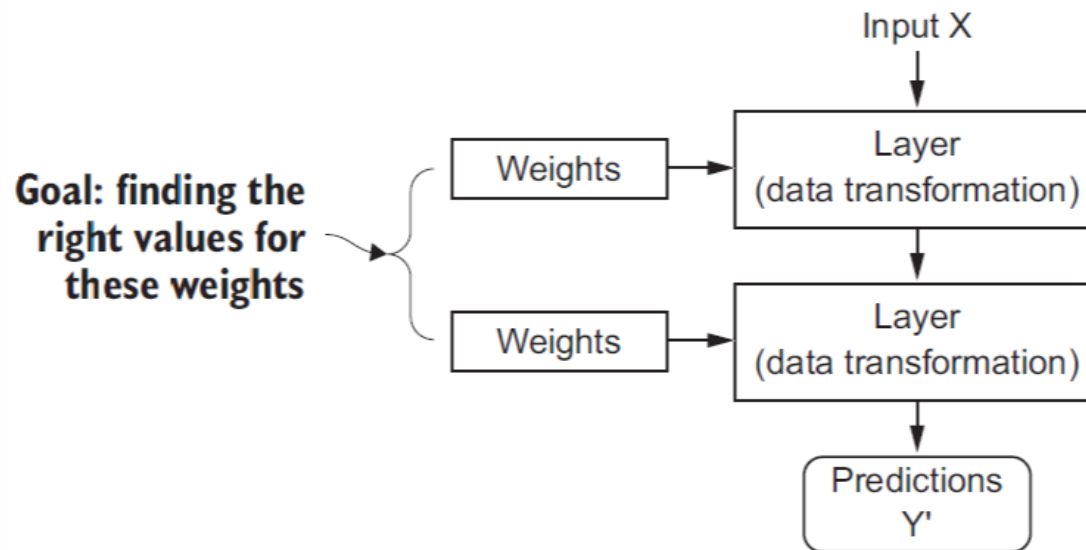 Input X
Weights
Layer
(data transformation)
Goal: finding the
right values for
these weights
Weights
Layer
(data transformation)
Predictions
Y'